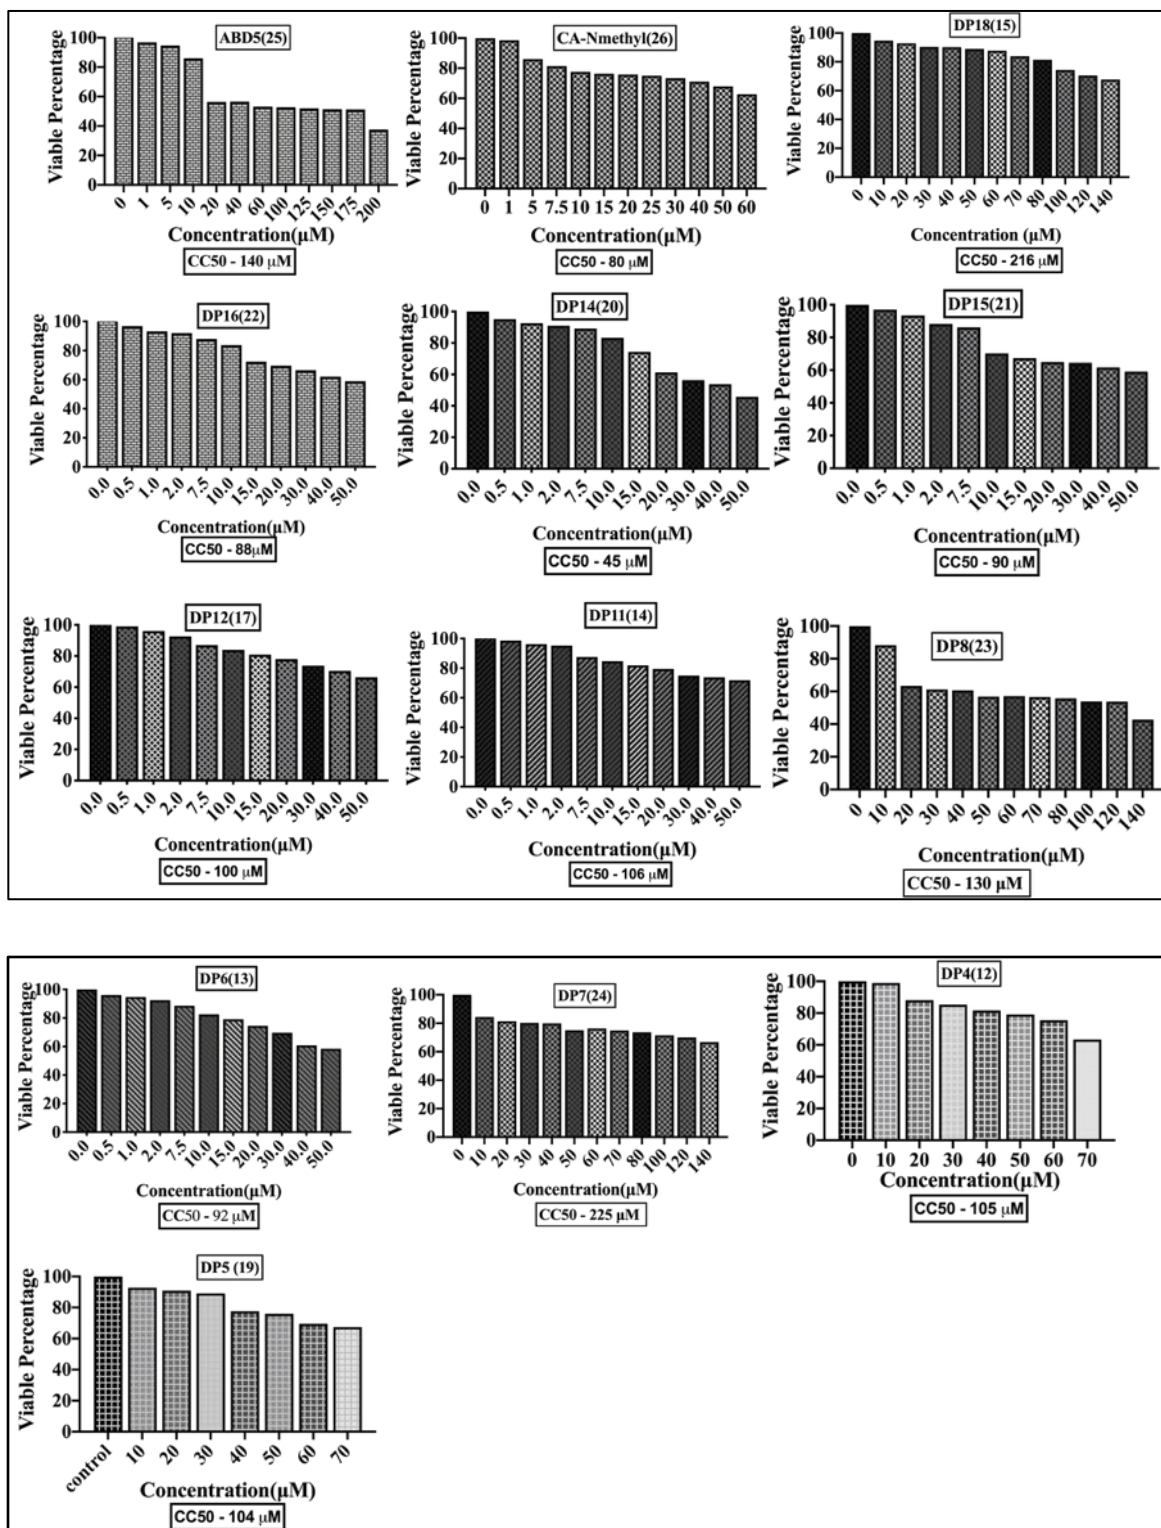 ABD5(25)
Viable Percentage
100
80
60
40
20
0
0 1 5 10 20 40 60 100 125 150 175 200
Concentration(μM)
CC50 - 140 μM
CA-Nmethyl(26)
Viable Percentage
100
80
60
40
20
0
0 1 5 7.5 10 15 20 25 30 40 50 60
Concentration(μM)
CC50 - 80 μM
DP18(15)
Viable Percentage
100
80
60
40
20
0
0 10 20 30 40 50 60 70 80 100 120 140
Concentration (μM)
CC50 - 216 μM
DP16(22)
Viable Percentage
100
80
60
40
20
0
0.0 0.5 1.0 2.0 7.5 10.0 15.0 20.0 30.0 40.0 50.0
Concentration(μM)
CC50 - 88μM
DP14(20)
Viable Percentage
100
80
60
40
20
0
0.0 0.5 1.0 2.0 7.5 10.0 15.0 20.0 30.0 40.0 50.0
Concentration(μM)
CC50 - 45 μM
DP15(21)
Viable Percentage
100
80
60
40
20
0
0.0 0.5 1.0 2.0 7.5 10.0 15.0 20.0 30.0 40.0 50.0
Concentration(μM)
CC50 - 90 μM
DP12(17)
Viable Percentage
100
80
60
40
20
0
0.0 0.5 1.0 2.0 7.5 10.0 15.0 20.0 30.0 40.0 50.0
Concentration(μM)
CC50 - 100 μM
DP11(14)
Viable Percentage
100
80
60
40
20
0
0.0 0.5 1.0 2.0 7.5 10.0 15.0 20.0 30.0 40.0 50.0
Concentration(μM)
CC50 - 106 μM
DP8(23)
Viable Percentage
100
80
60
40
20
0
0 10 20 30 40 50 60 70 80 100 120 140
Concentration(μM)
CC50 - 130 μM
DP6(13)
Viable Percentage
100
80
60
40
20
0
0.0 0.5 1.0 2.0 7.5 10.0 15.0 20.0 30.0 40.0 50.0
Concentration(μM)
CC50 - 92 μM
DP7(24)
Viable Percentage
100
80
60
40
20
0
0 10 20 30 40 50 60 70 80 100 120 140
Concentration(μM)
CC50 - 225 μM
DP4(12)
Viable Percentage
100
80
60
40
20
0
0 10 20 30 40 50 60 70
Concentration(μM)
CC50 - 105 μM
DP5 (19)
Viable Percentage
100
80
60
40
20
0
control 10 20 30 40 50 60 70
Concentration(μM)
CC50 - 104 μM